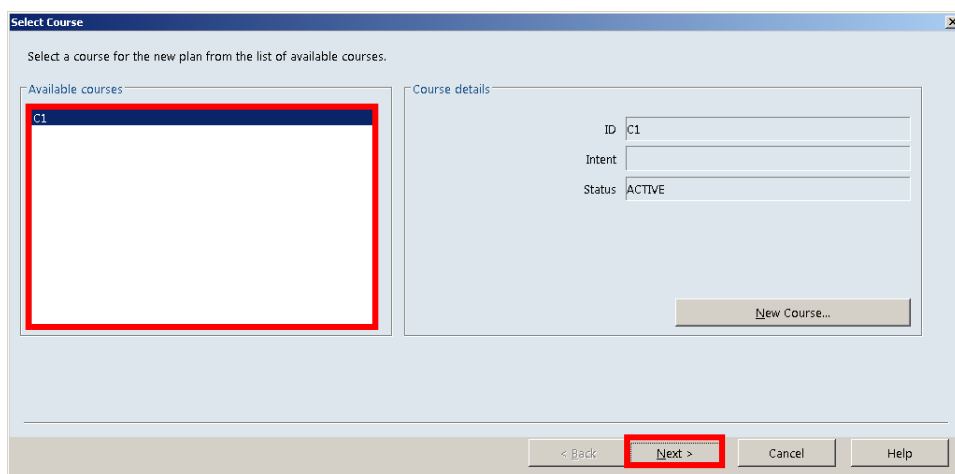 Select Course
Select a course for the new plan from the list of available courses.
Available courses
C1
Course details
ID C1
Intent
Status ACTIVE
New Course...
< Back Next > Cancel Help